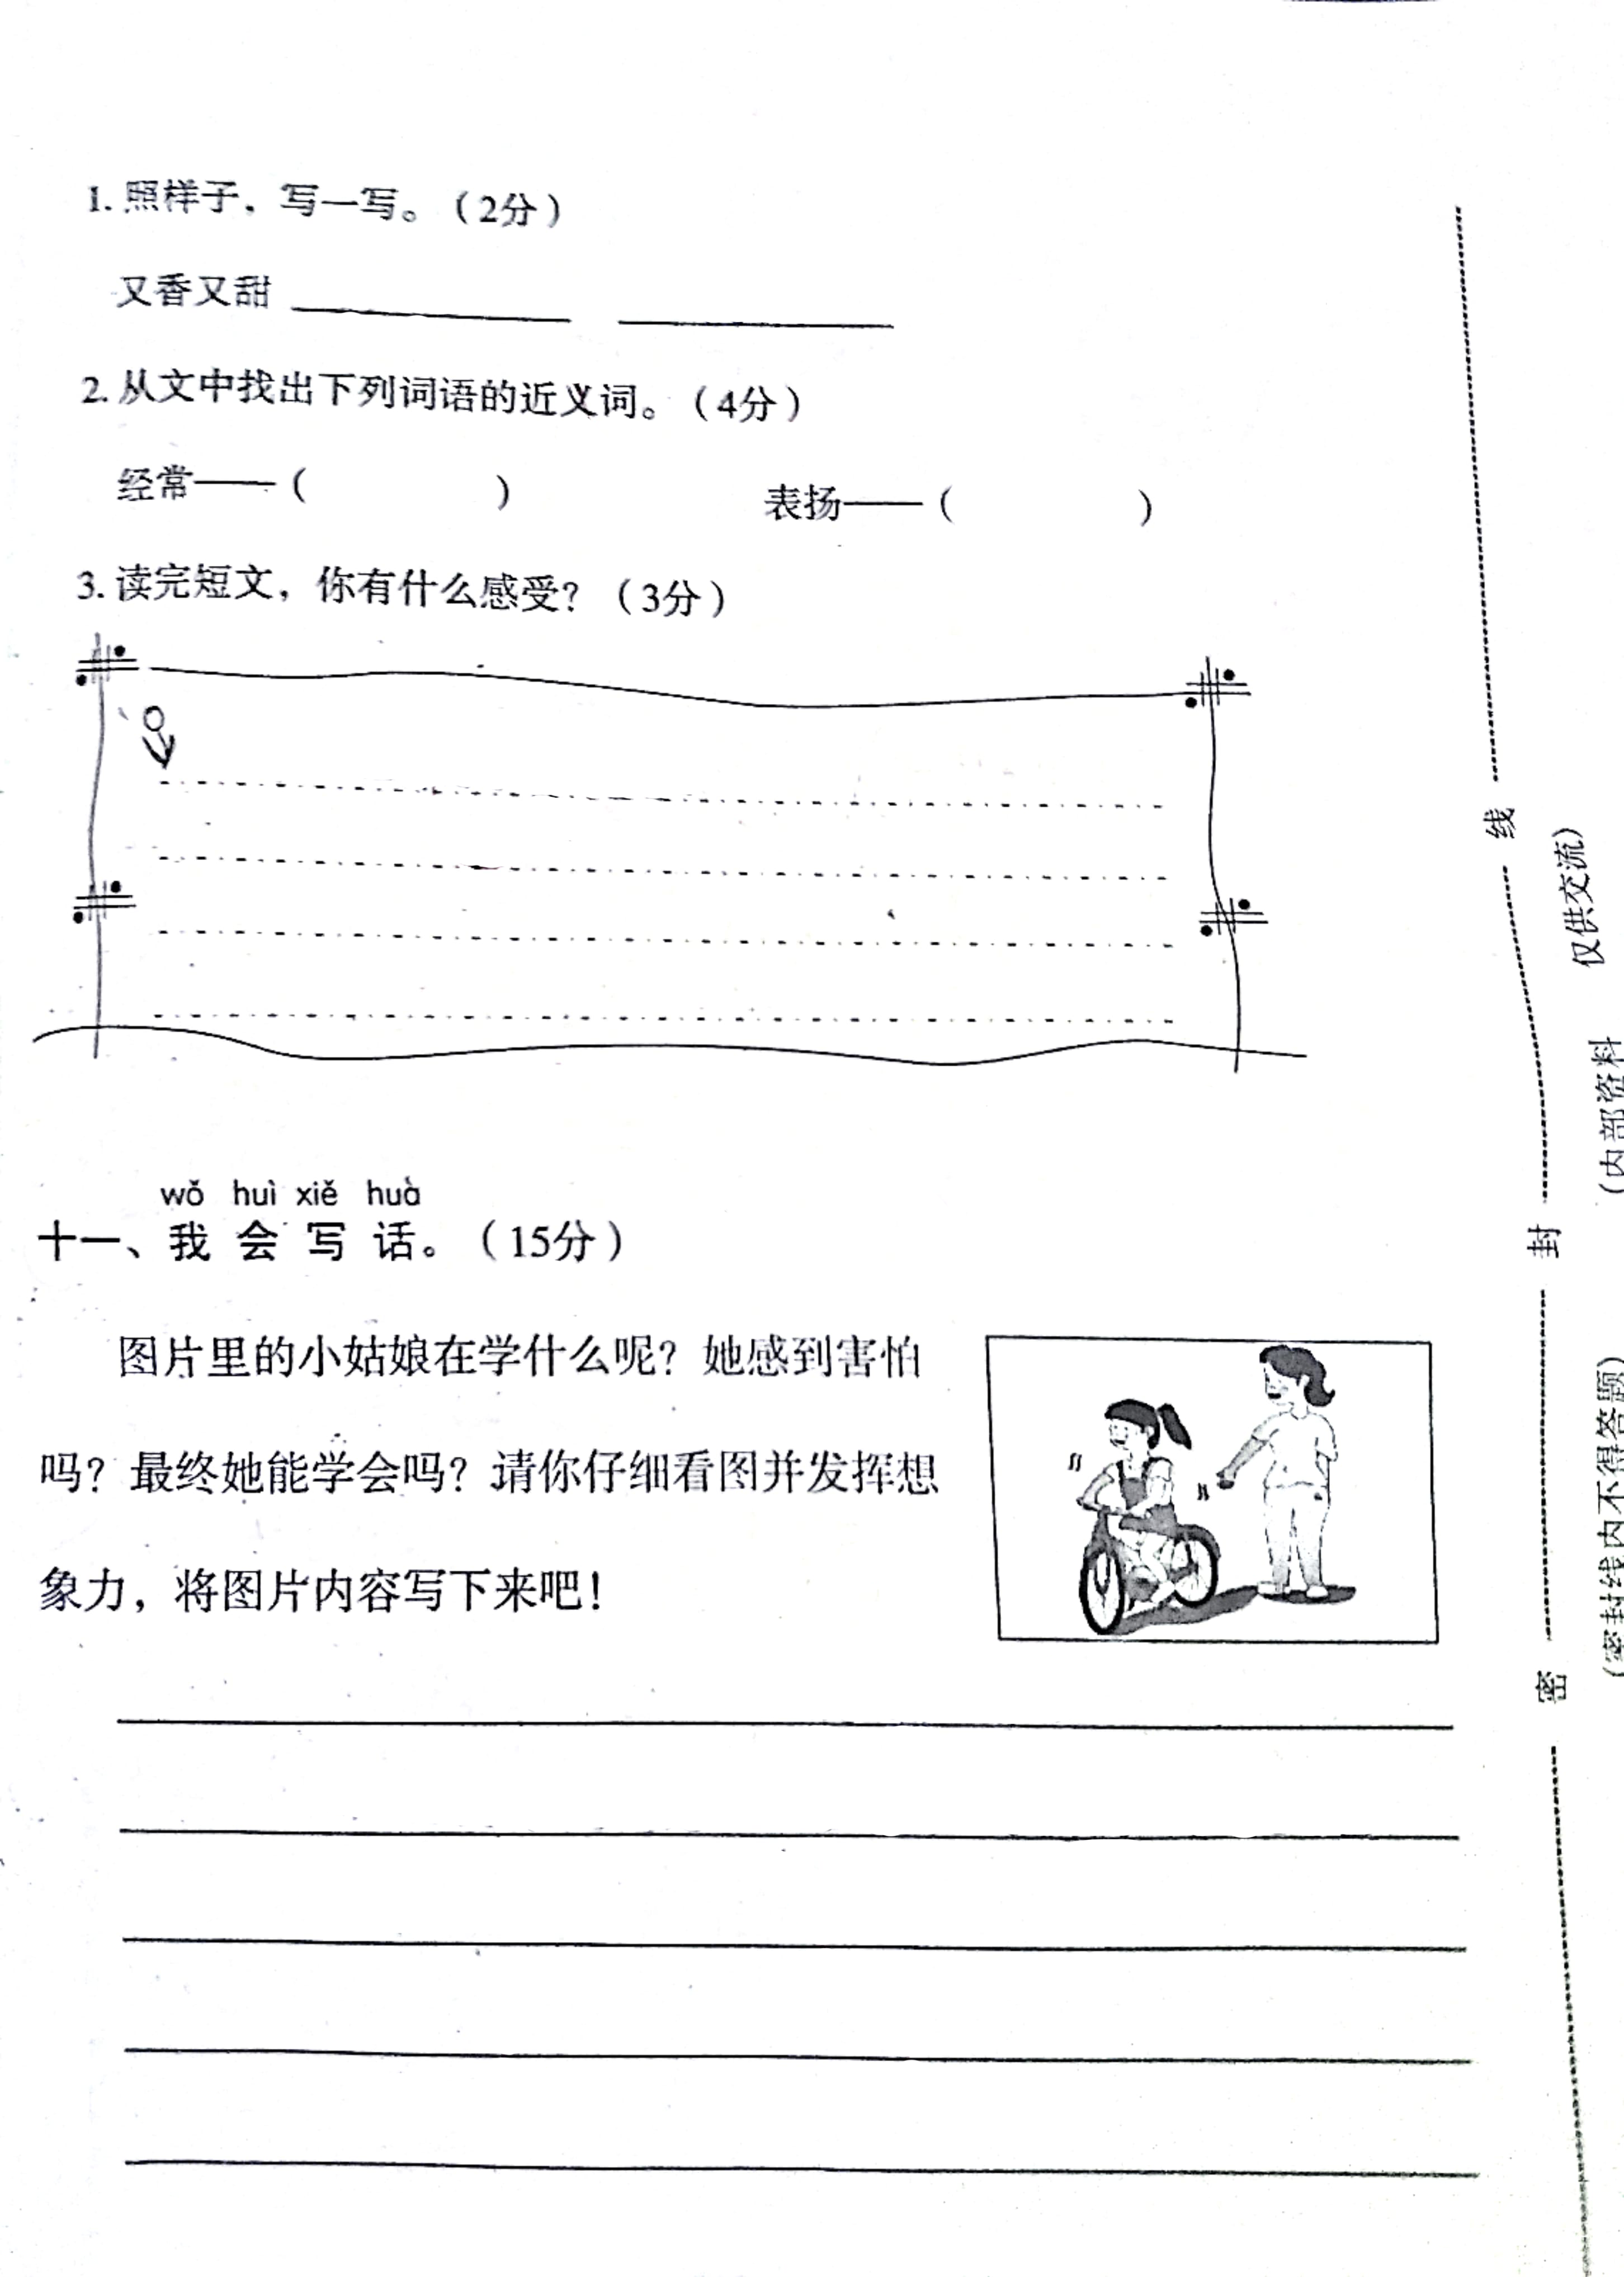 1. 照样子，写一写。（2分）
又香又甜
2. 从文中找出下列词语的近义词。（4分）
经常——（ ） 表扬——（ ）
3. 读完短文，你有什么感受？（3分）
wǒ huì xiě huà
十一、我会写话。（15分）
图片里的小姑娘在学什么呢？她感到害怕
吗？最终她能学会吗？请你仔细看图并发挥想
象力，将图片内容写下来吧！
线
封
密
（内部资料 仅供交流）
（密封线内不得答题）